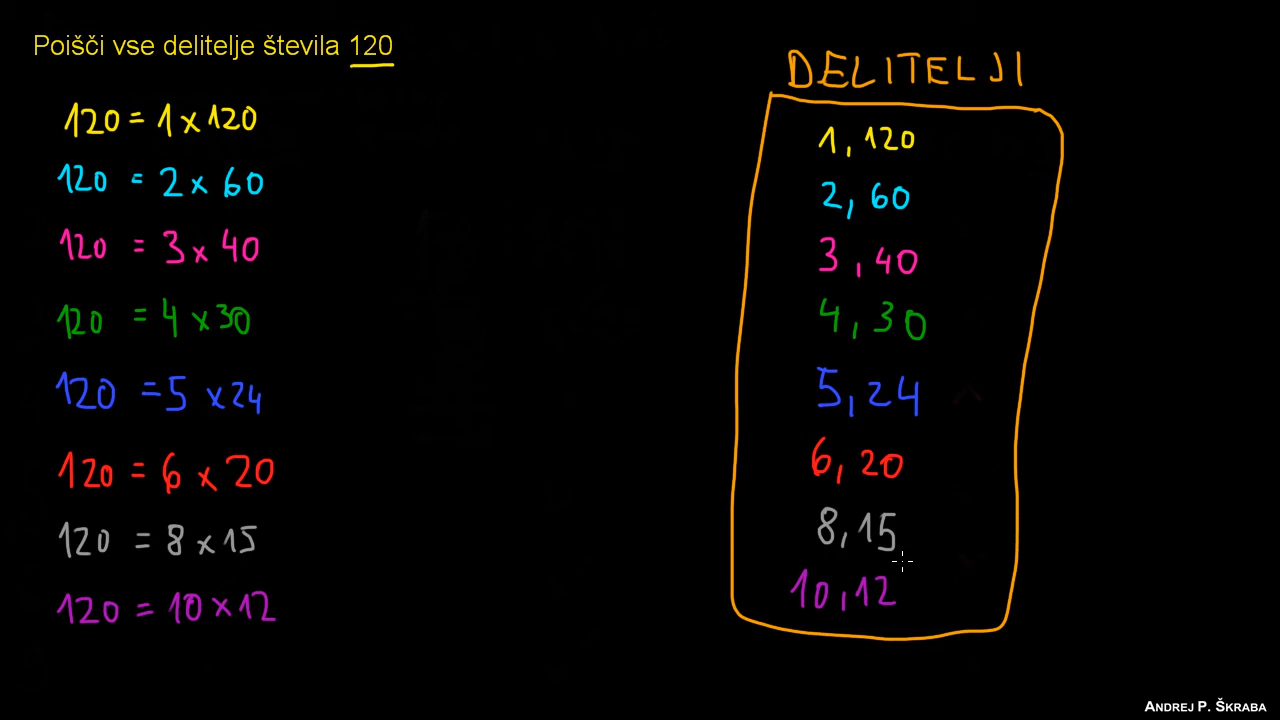 Poišči vse delitelje števila 120
120 = 1 x 120
120 = 2 x 60
120 = 3 x 40
120 = 4 x 30
120 = 5 x 24
120 = 6 x 20
120 = 8 x 15
120 = 10 x 12
DELITELJI
1, 120
2, 60
3, 40
4, 30
5, 24
6, 20
8, 15
10, 12
ANDREJ P. ŠKRABA